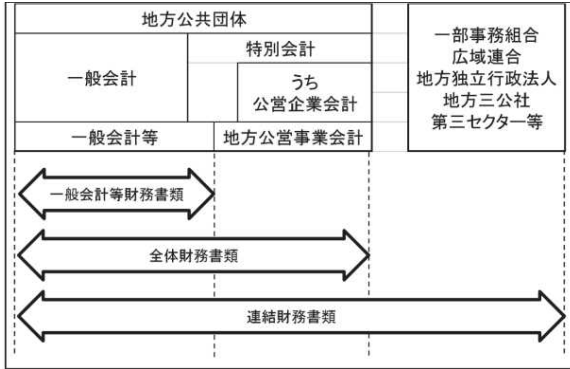 地方公共団体
一般会計
特別会計
うち
公営企業会計
一般会計等
地方公営事業会計
一部事務組合
広域連合
地方独立行政法人
地方三公社
第三セクター等
一般会計等財務書類
全体財務書類
連結財務書類